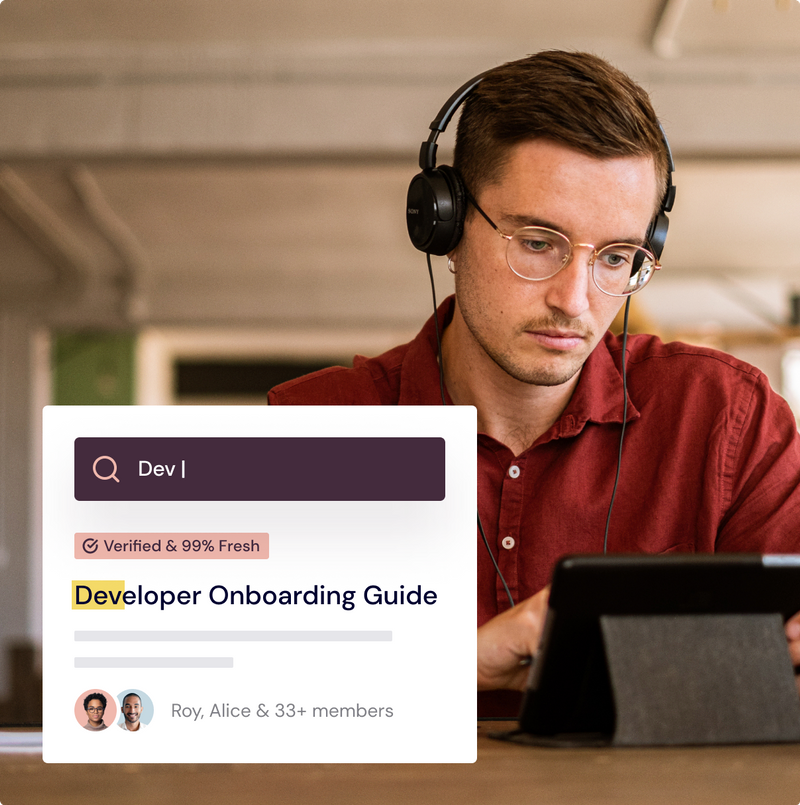 SONY
Dev |
Verified & 99% Fresh
Developer Onboarding Guide
Roy, Alice & 33+ members